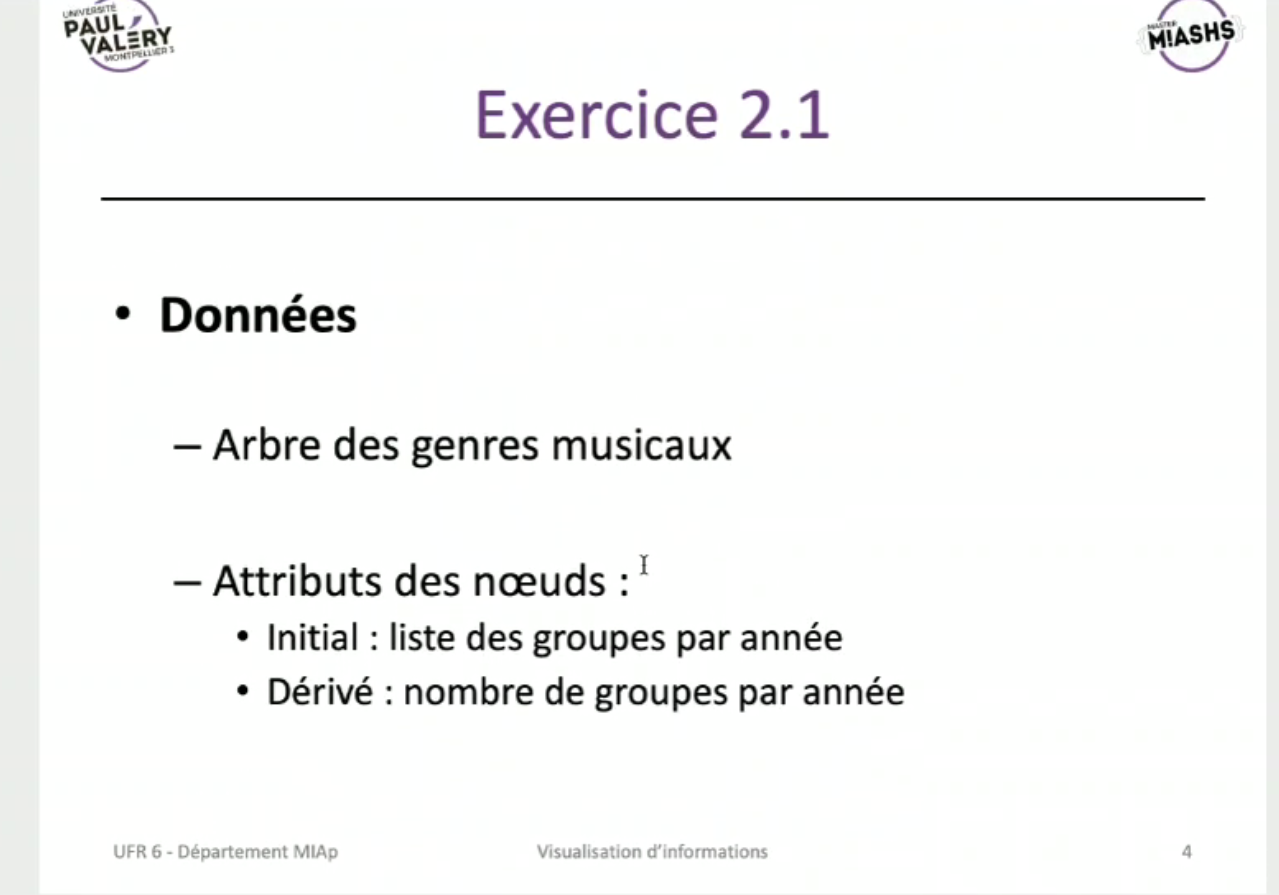 UNIVERSITÉ
PAUL
VALÉRY
MONTPELLIER 3
MASTER
M!ASHS
Exercice 2.1
• Données
– Arbre des genres musicaux
– Attributs des nœuds :
• Initial : liste des groupes par année
• Dérivé : nombre de groupes par année
UFR 6 - Département MIAp
Visualisation d'informations
4